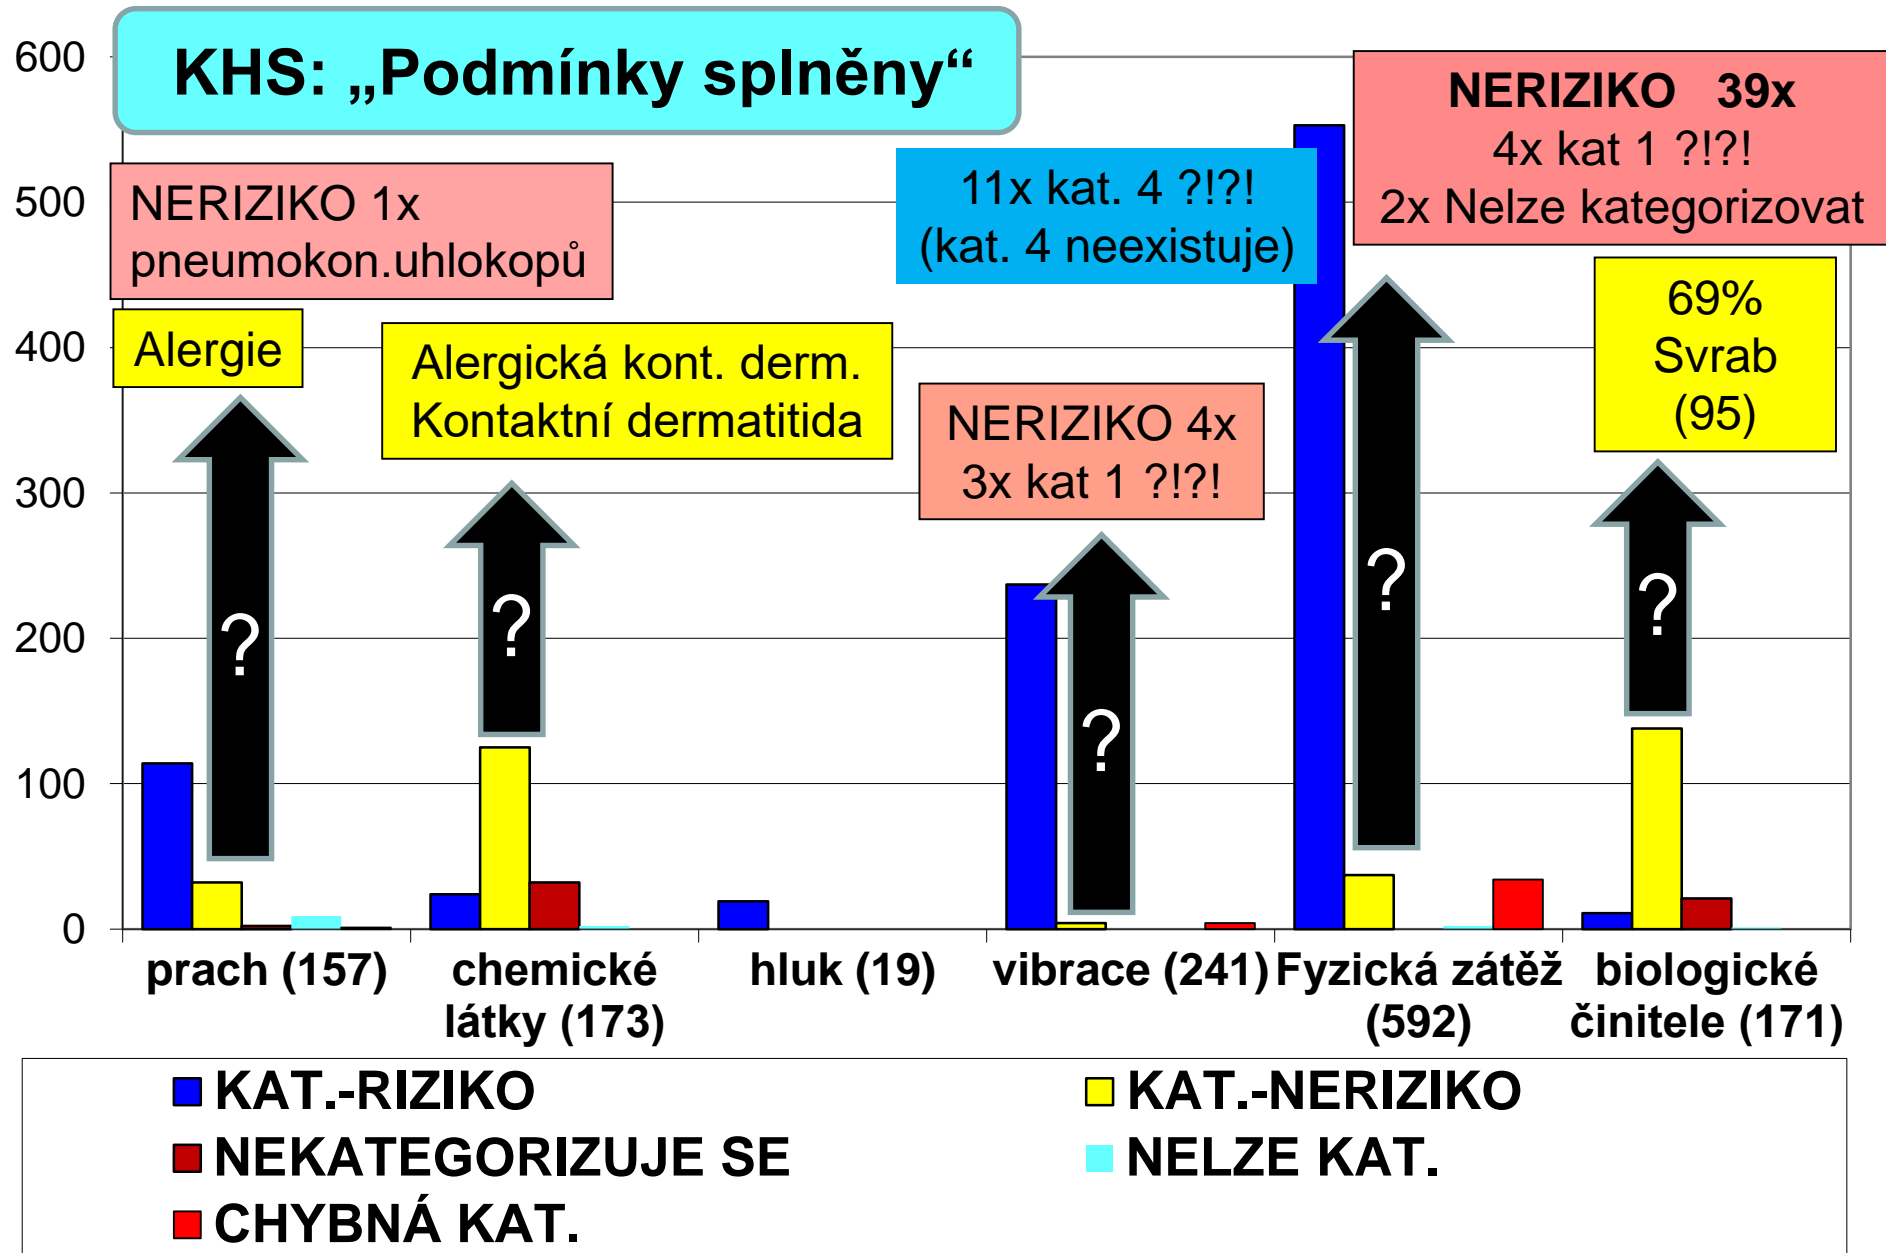 KHS: „Podmínky splněny“
600
500
400
300
200
100
0
NERIZIKO 1x
pneumokon.uhlokopů
Alergie
Alergická kont. derm.
Kontaktní dermatitida
11x kat. 4 ?!?!
(kat. 4 neexistuje)
NERIZIKO 4x
3x kat 1 ?!?!
NERIZIKO 39x
4x kat 1 ?!?!
2x Nelze kategorizovat
69%
Svrab
(95)
?
?
?
?
?
prach (157)
chemické
látky (173)
hluk (19)
vibrace (241)
Fyzická zátěž
(592)
biologické
činitele (171)
KAT.-RIZIKO
KAT.-NERIZIKO
NEKATEGORIZUJE SE
NELZE KAT.
CHYBNÁ KAT.